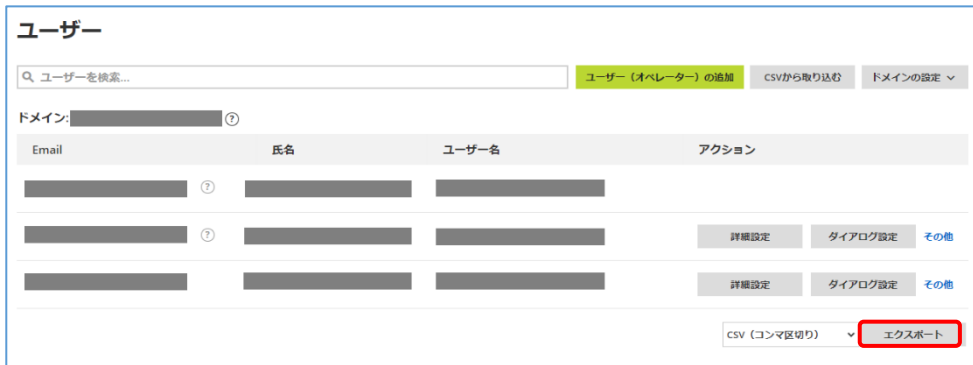 ユーザー
ユーザーを検索... ユーザー（オペレーター）の追加 CSVから取り込む ドメインの設定
ドメイン: ?
Email 氏名 ユーザー名 アクション
?
? 詳細設定 ダイアログ設定 その他
詳細設定 ダイアログ設定 その他
CSV（コンマ区切り） エクスポート